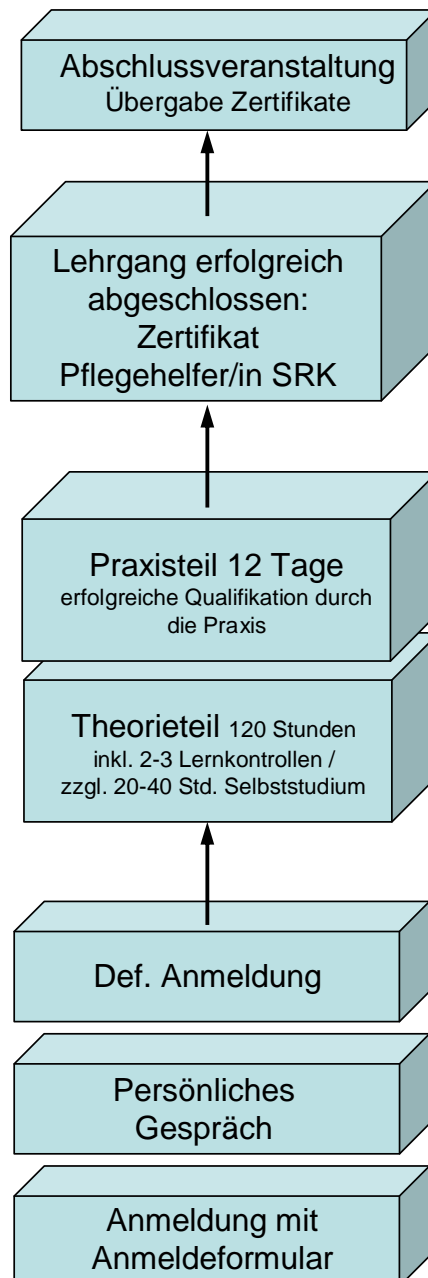 Abschlussveranstaltung
Übergabe Zertifikate
Lehrgang erfolgreich
abgeschlossen:
Zertifikat
Pflegehelfer/in SRK
Praxisteil 12 Tage
erfolgreiche Qualifikation durch
die Praxis
Theorieteil 120 Stunden
inkl. 2-3 Lernkontrollen /
zzgl. 20-40 Std. Selbststudium
Def. Anmeldung
Persönliches
Gespräch
Anmeldung mit
Anmeldeformular